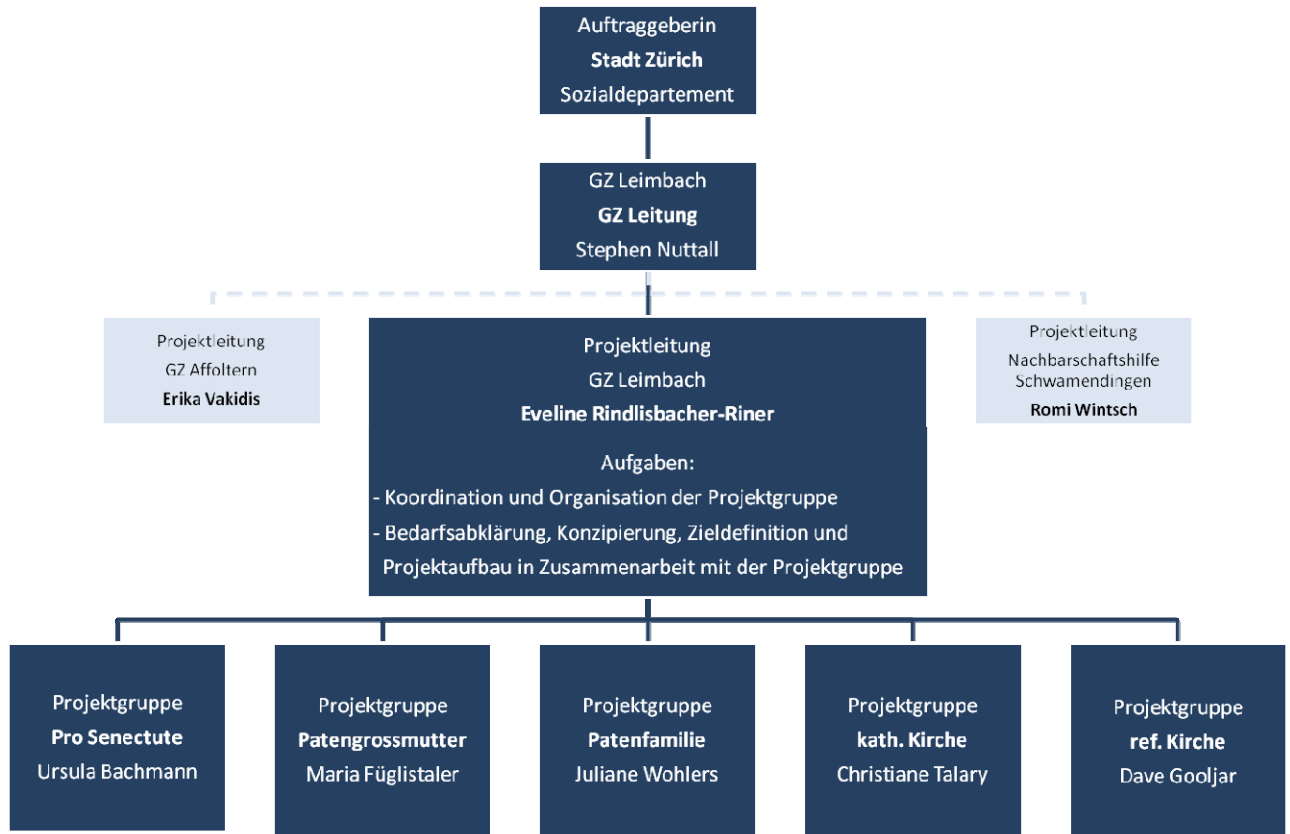 Auftraggeberin
Stadt Zürich
Sozialdepartement
GZ Leimbach
GZ Leitung
Stephen Nuttall
Projektleitung
GZ Affoltern
Erika Vakidis
Projektleitung
GZ Leimbach
Eveline Rindlisbacher-Riner
Aufgaben:
- Koordination und Organisation der Projektgruppe
- Bedarfsabklärung, Konzipierung, Zieldefinition und
Projektaufbau in Zusammenarbeit mit der Projektgruppe
Projektleitung
Nachbarschaftshilfe
Schwamendingen
Romi Wintsch
Projektgruppe
Pro Senectute
Ursula Bachmann
Projektgruppe
Patengrossmutter
Maria Füglistaler
Projektgruppe
Patenfamilie
Juliane Wohlers
Projektgruppe
kath. Kirche
Christiane Talary
Projektgruppe
ref. Kirche
Dave Gooljar